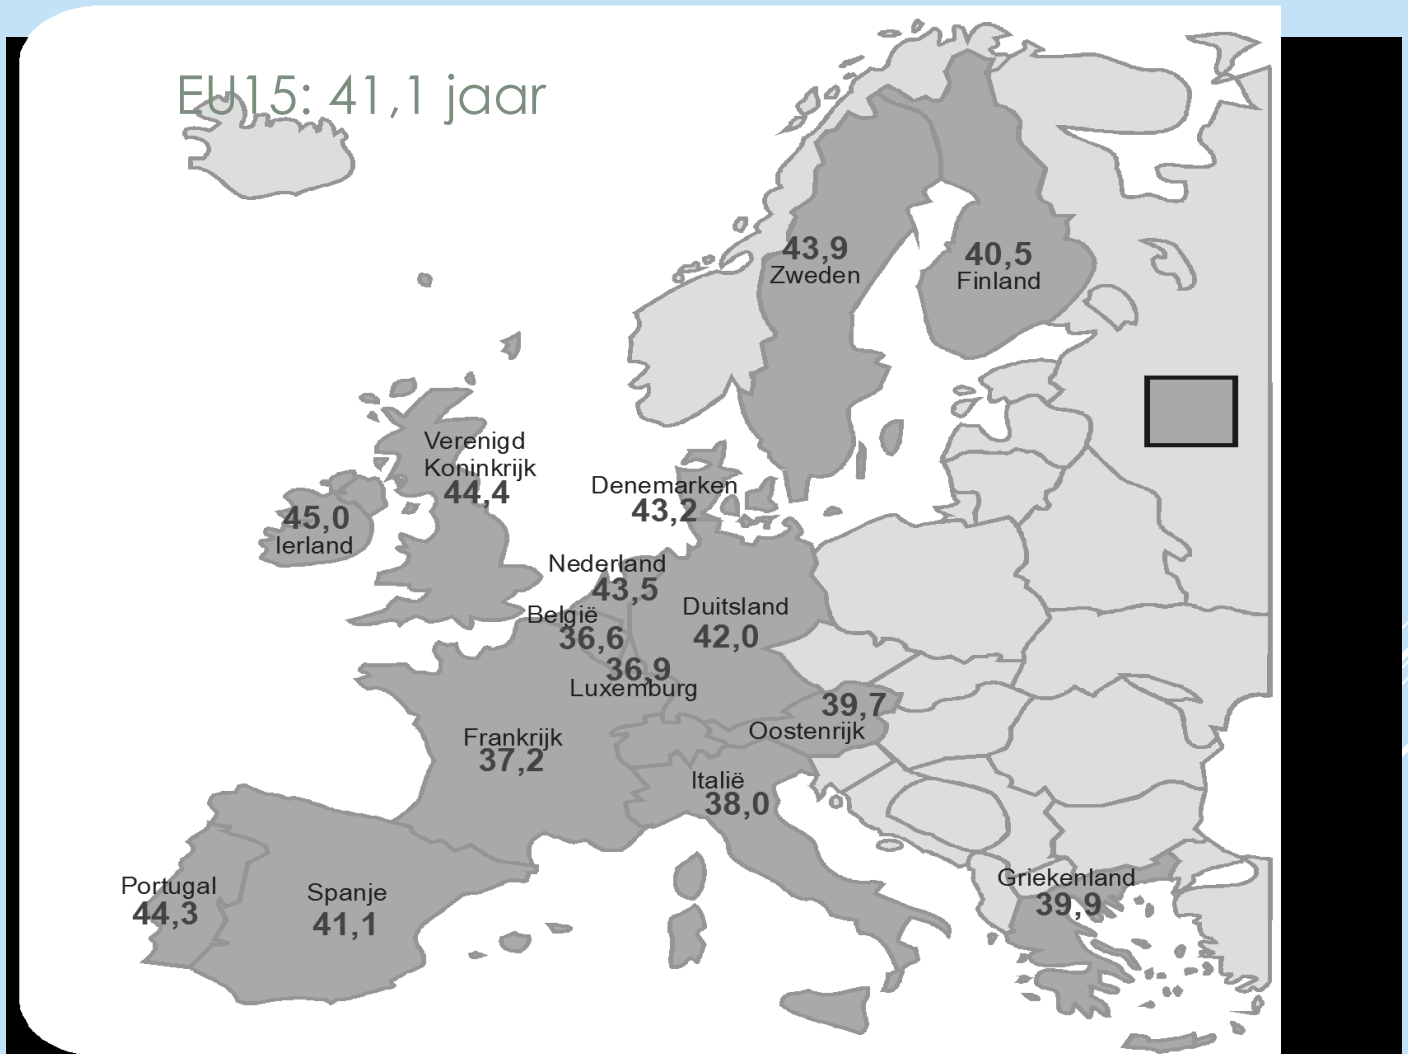 EU15: 41,1 jaar
43,9
Zweden
40,5
Finland
Verenigd
Koninkrijk
44,4
45,0
Ierland
Denemarken
43,2
Nederland
43,5
België
36,6
Duitsland
42,0
36,9
Luxemburg
39,7
Oostenrijk
Frankrijk
37,2
Italië
38,0
Portugal
44,3
Spanje
41,1
Griekenland
39,9